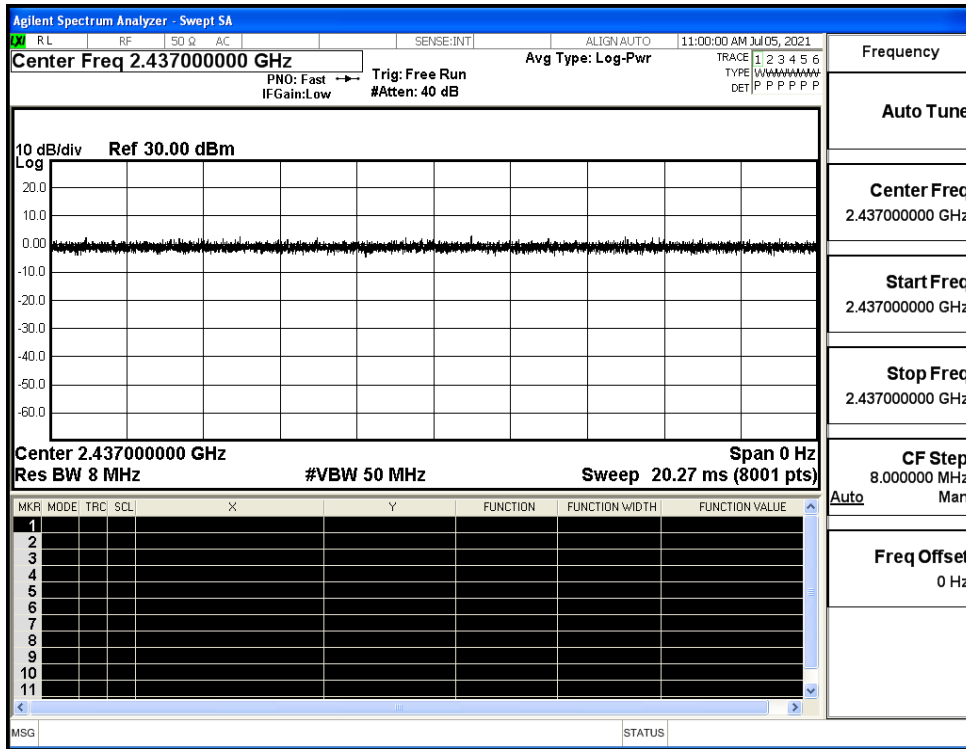 Agilent Spectrum Analyzer - Swept SA
LXI RL RF 50 Ω AC SENSE:INT ALIGN AUTO 11:00:00 AM Jul 05, 2021
Center Freq 2.437000000 GHz
PNO: Fast
IFGain:Low
Trig: Free Run
#Atten: 40 dB
Avg Type: Log-Pwr
TRACE 1 2 3 4 5 6
TYPE
DET P P P P P P
10 dB/div Ref 30.00 dBm
Log
20.0
10.0
0.00
-10.0
-20.0
-30.0
-40.0
-50.0
-60.0
Center 2.437000000 GHz Span 0 Hz
Res BW 8 MHz #VBW 50 MHz Sweep 20.27 ms (8001 pts)
MKR MODE TRC SCL X Y FUNCTION FUNCTION WIDTH FUNCTION VALUE
1
2
3
4
5
6
7
8
9
10
11
MSG STATUS
Frequency
Auto Tune
Center Freq
2.437000000 GHz
Start Freq
2.437000000 GHz
Stop Freq
2.437000000 GHz
CF Step
8.000000 MHz
Auto Man
Freq Offset
0 Hz